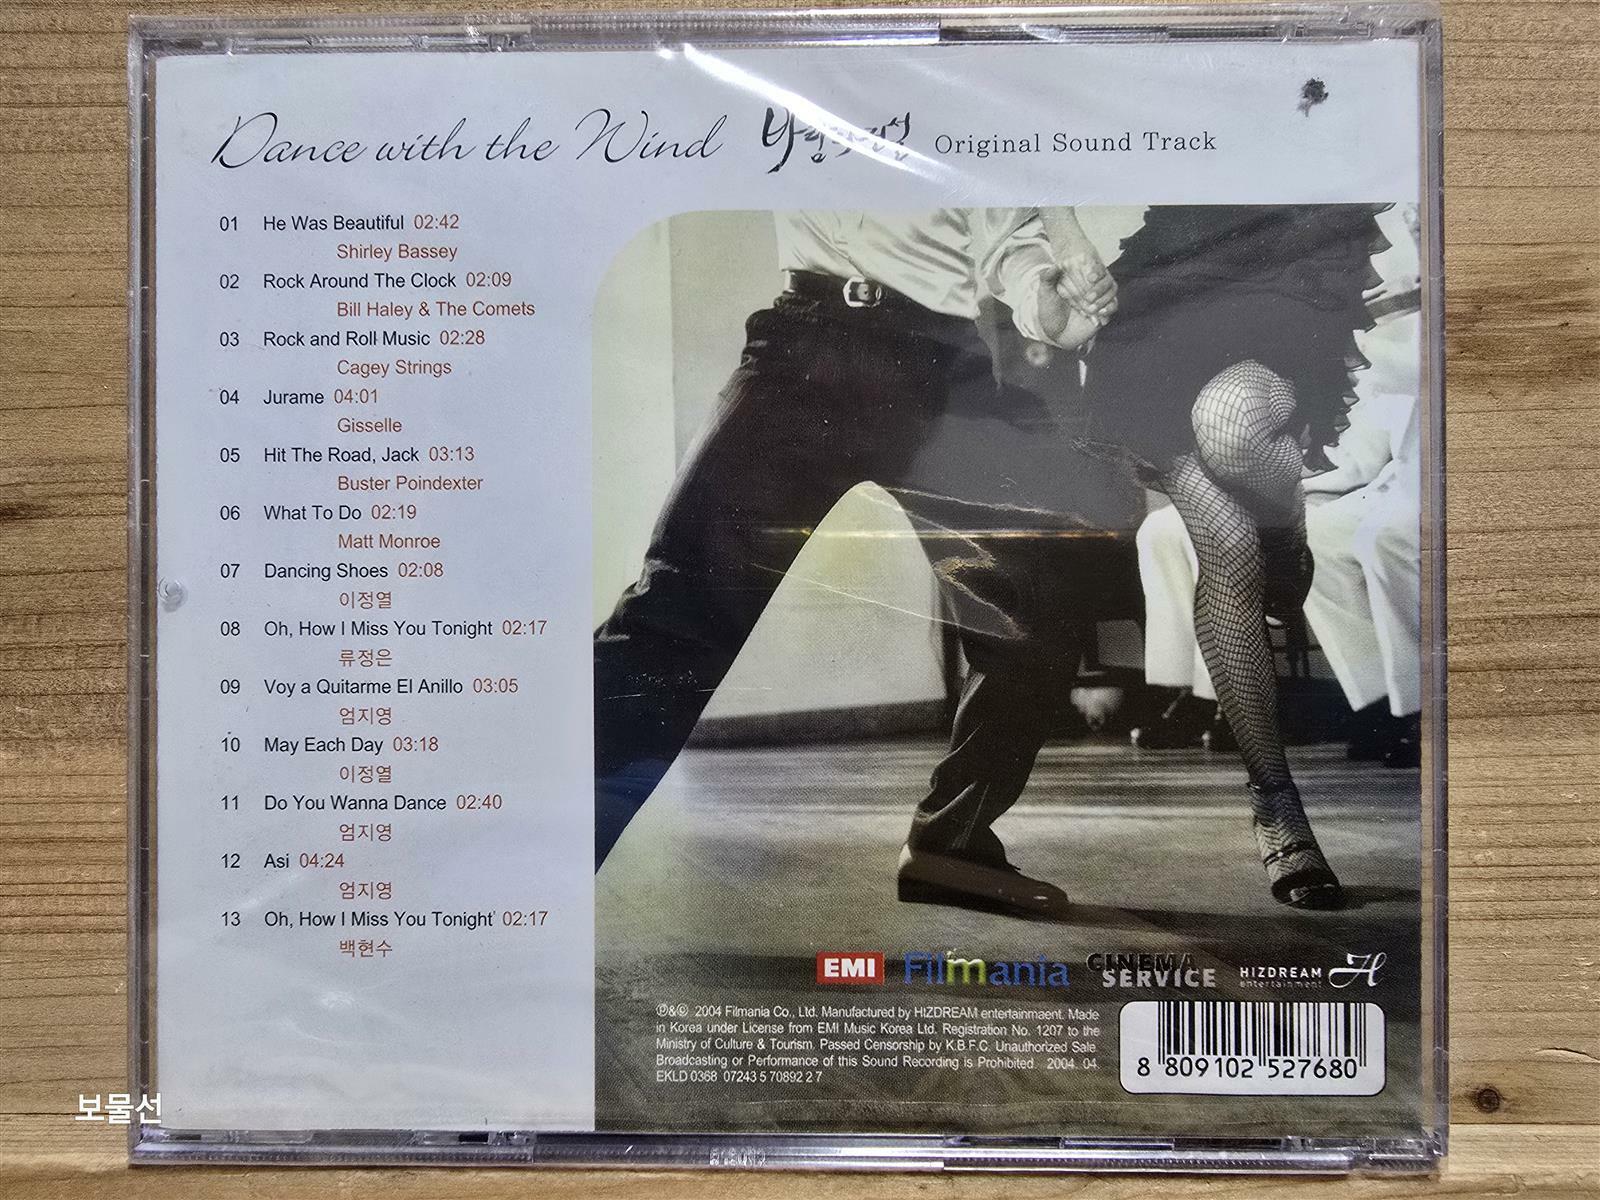 Dance with the Wind 바람의전설 Original Sound Track
01 He Was Beautiful 02:42
Shirley Bassey
02 Rock Around The Clock 02:09
Bill Haley & The Comets
03 Rock and Roll Music 02:28
Cagey Strings
04 Jurame 04:01
Gisselle
05 Hit The Road, Jack 03:13
Buster Poindexter
06 What To Do 02:19
Matt Monroe
07 Dancing Shoes 02:08
이정열
08 Oh, How I Miss You Tonight 02:17
류정은
09 Voy a Quitarme El Anillo 03:05
엄지영
10 May Each Day 03:18
이정열
11 Do You Wanna Dance 02:40
엄지영
12 Asi 04:24
엄지영
13 Oh, How I Miss You Tonight' 02:17
백현수
EMI Filmania CINEMA SERVICE HIZDREAM entertainment H
℗&© 2004 Filmania Co., Ltd. Manufactured by HIZDREAM entertainmaent. Made
in Korea under License from EMI Music Korea Ltd. Registration No. 1207 to the
Ministry of Culture & Tourism. Passed Censorship by K.B.F.C. Unauthorized Sale
Broadcasting or Performance of this Sound Recording is Prohibited. 2004. 04.
EKLD 0368 07243 5 70892 2 7
8 809102 527680
보물선